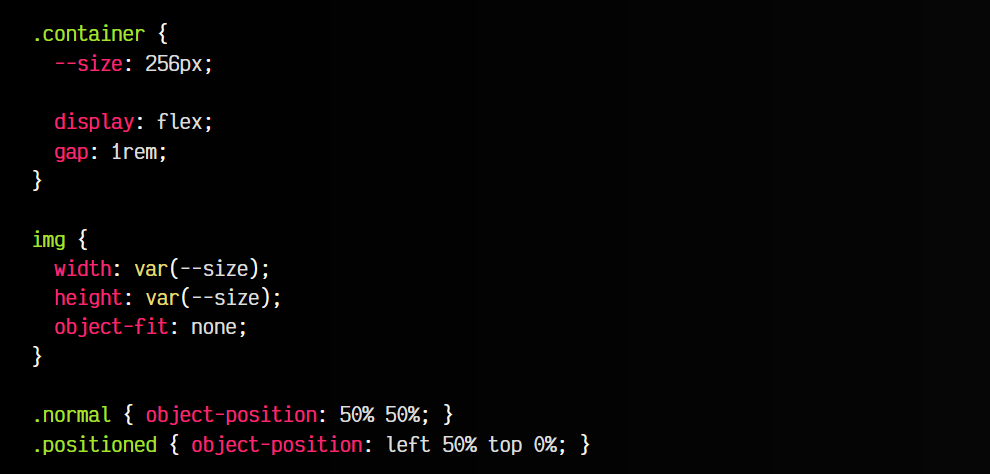 .container {
  --size: 256px;

  display: flex;
  gap: 1rem;
}

img {
  width: var(--size);
  height: var(--size);
  object-fit: none;
}

.normal { object-position: 50% 50%; }
.positioned { object-position: left 50% top 0%; }